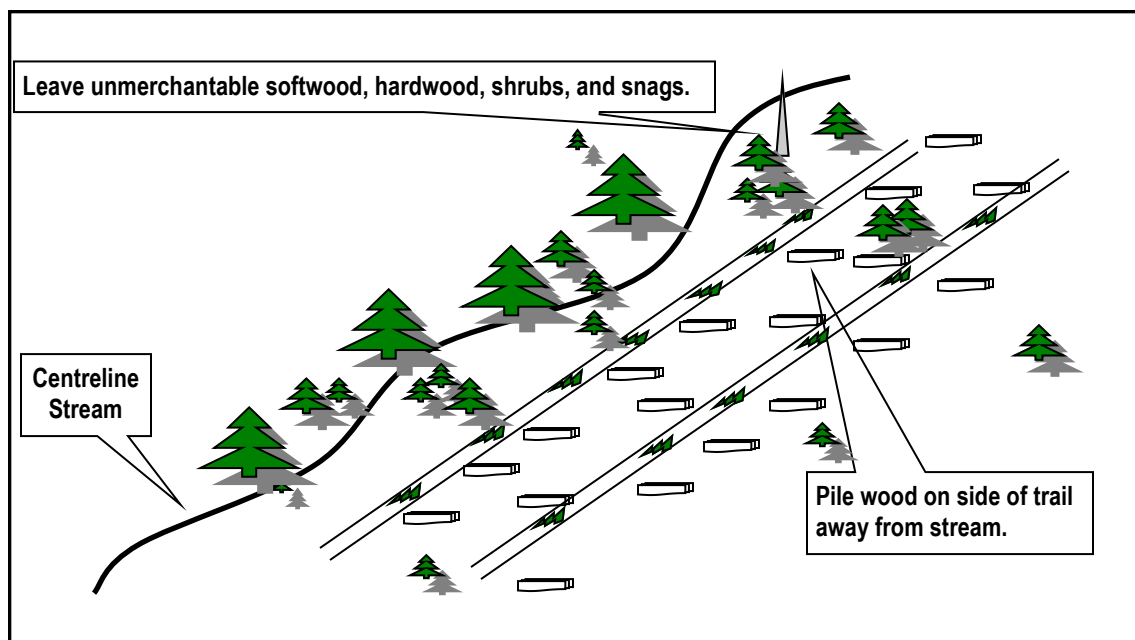 Leave unmerchantable softwood, hardwood, shrubs, and snags.
Centreline
Stream
Pile wood on side of trail
away from stream.